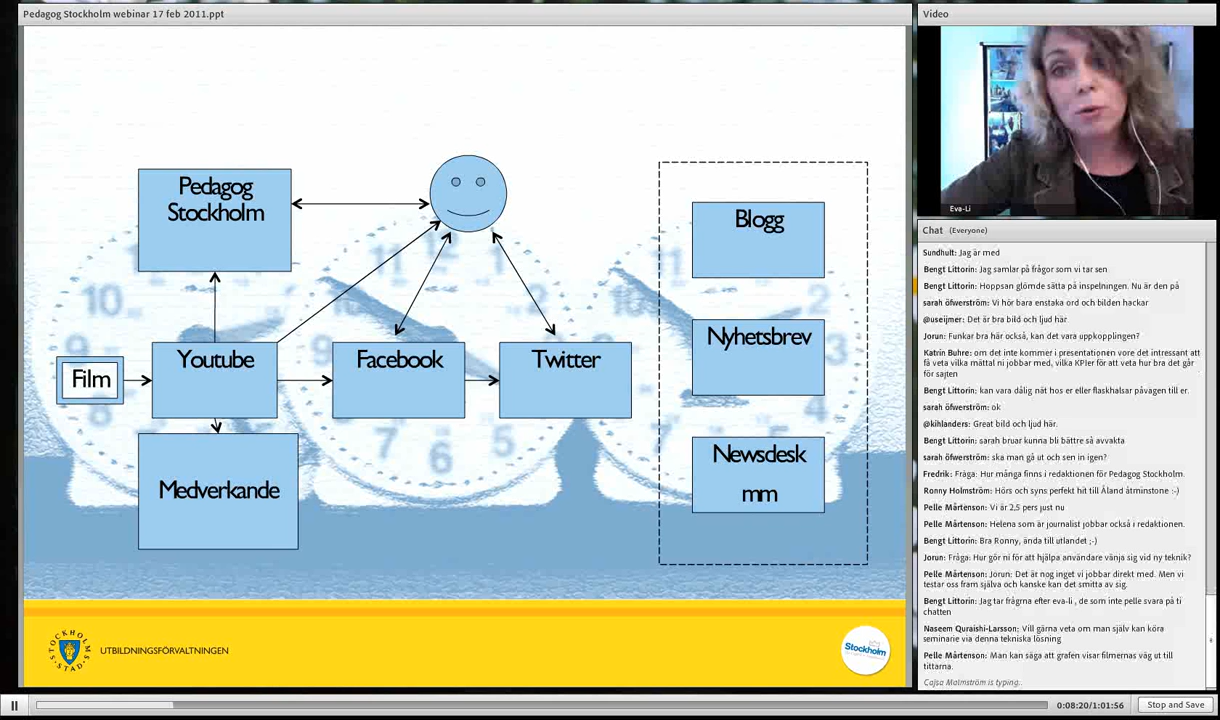 Pedagog Stockholm webinar 17 feb 2011.ppt
Pedagog
Stockholm
Film
Youtube
Facebook
Twitter
Medverkande
Blogg
Nyhetsbrev
Newsdesk
mm
STOCKHOLMS
STAD
UTBILDNINGSFÖRVALTNINGEN
Stockholm
Video
Eva-Li
Chat (Everyone)
Sundhult: Jag är med
Bengt Littorin: Jag samlar på frågor som vi tar sen
Bengt Littorin: Hoppsan glömde sätta på inspelningen. Nu är den på
sarah öfwerström: Vi hör bara enstaka ord och bilden hackar
@useijmer: Det är bra bild och ljud här
Jorun: Funkar bra här också, kan det vara uppkopplingen?
Katrin Buhre: om det inte kommer i presentationen vore det intressant att
få veta vilka mättal ni jobbar med, vilka KPIer för att veta hur bra det går
för sajten
Bengt Littorin: kan vara dålig nät hos er eller flaskhalsar påvägen till er.
sarah öfwerström: ok
@kihlanders: Great bild och ljud här.
Bengt Littorin: sarah bruar kunna bli bättre så avvakta
sarah öfwerström: ska man gå ut och sen in igen?
Fredrik: Fråga: Hur många finns i redaktionen för Pedagog Stockholm.
Ronny Holmström: Hörs och syns perfekt hit till Åland åtminstone :-)
Pelle Mårtenson: Vi är 2,5 pers just nu
Pelle Mårtenson: Helena som är journalist jobbar också i redaktionen.
Bengt Littorin: Bra Ronny, ända till utlandet ;-)
Jorun: Fråga: Hur gör ni för att hjälpa användare vänja sig vid ny teknik?
Pelle Mårtenson: Jorun: Det är nog inget vi jobbar direkt med. Men vi
testar oss fram själva och kanske kan det smitta av sig.
Bengt Littorin: Jag tar frågrna efter eva-li , de som inte pelle svara på ti
chatten
Naseem Quraishi-Larsson: Vill gärna veta om man själv kan köra
seminarie via denna tekniska lösning
Pelle Mårtenson: Man kan säga att grafen visar filmernas väg ut till
tittarna.
Cajsa Malmström is typing..
0:08:20/1:01:56
Stop and Save